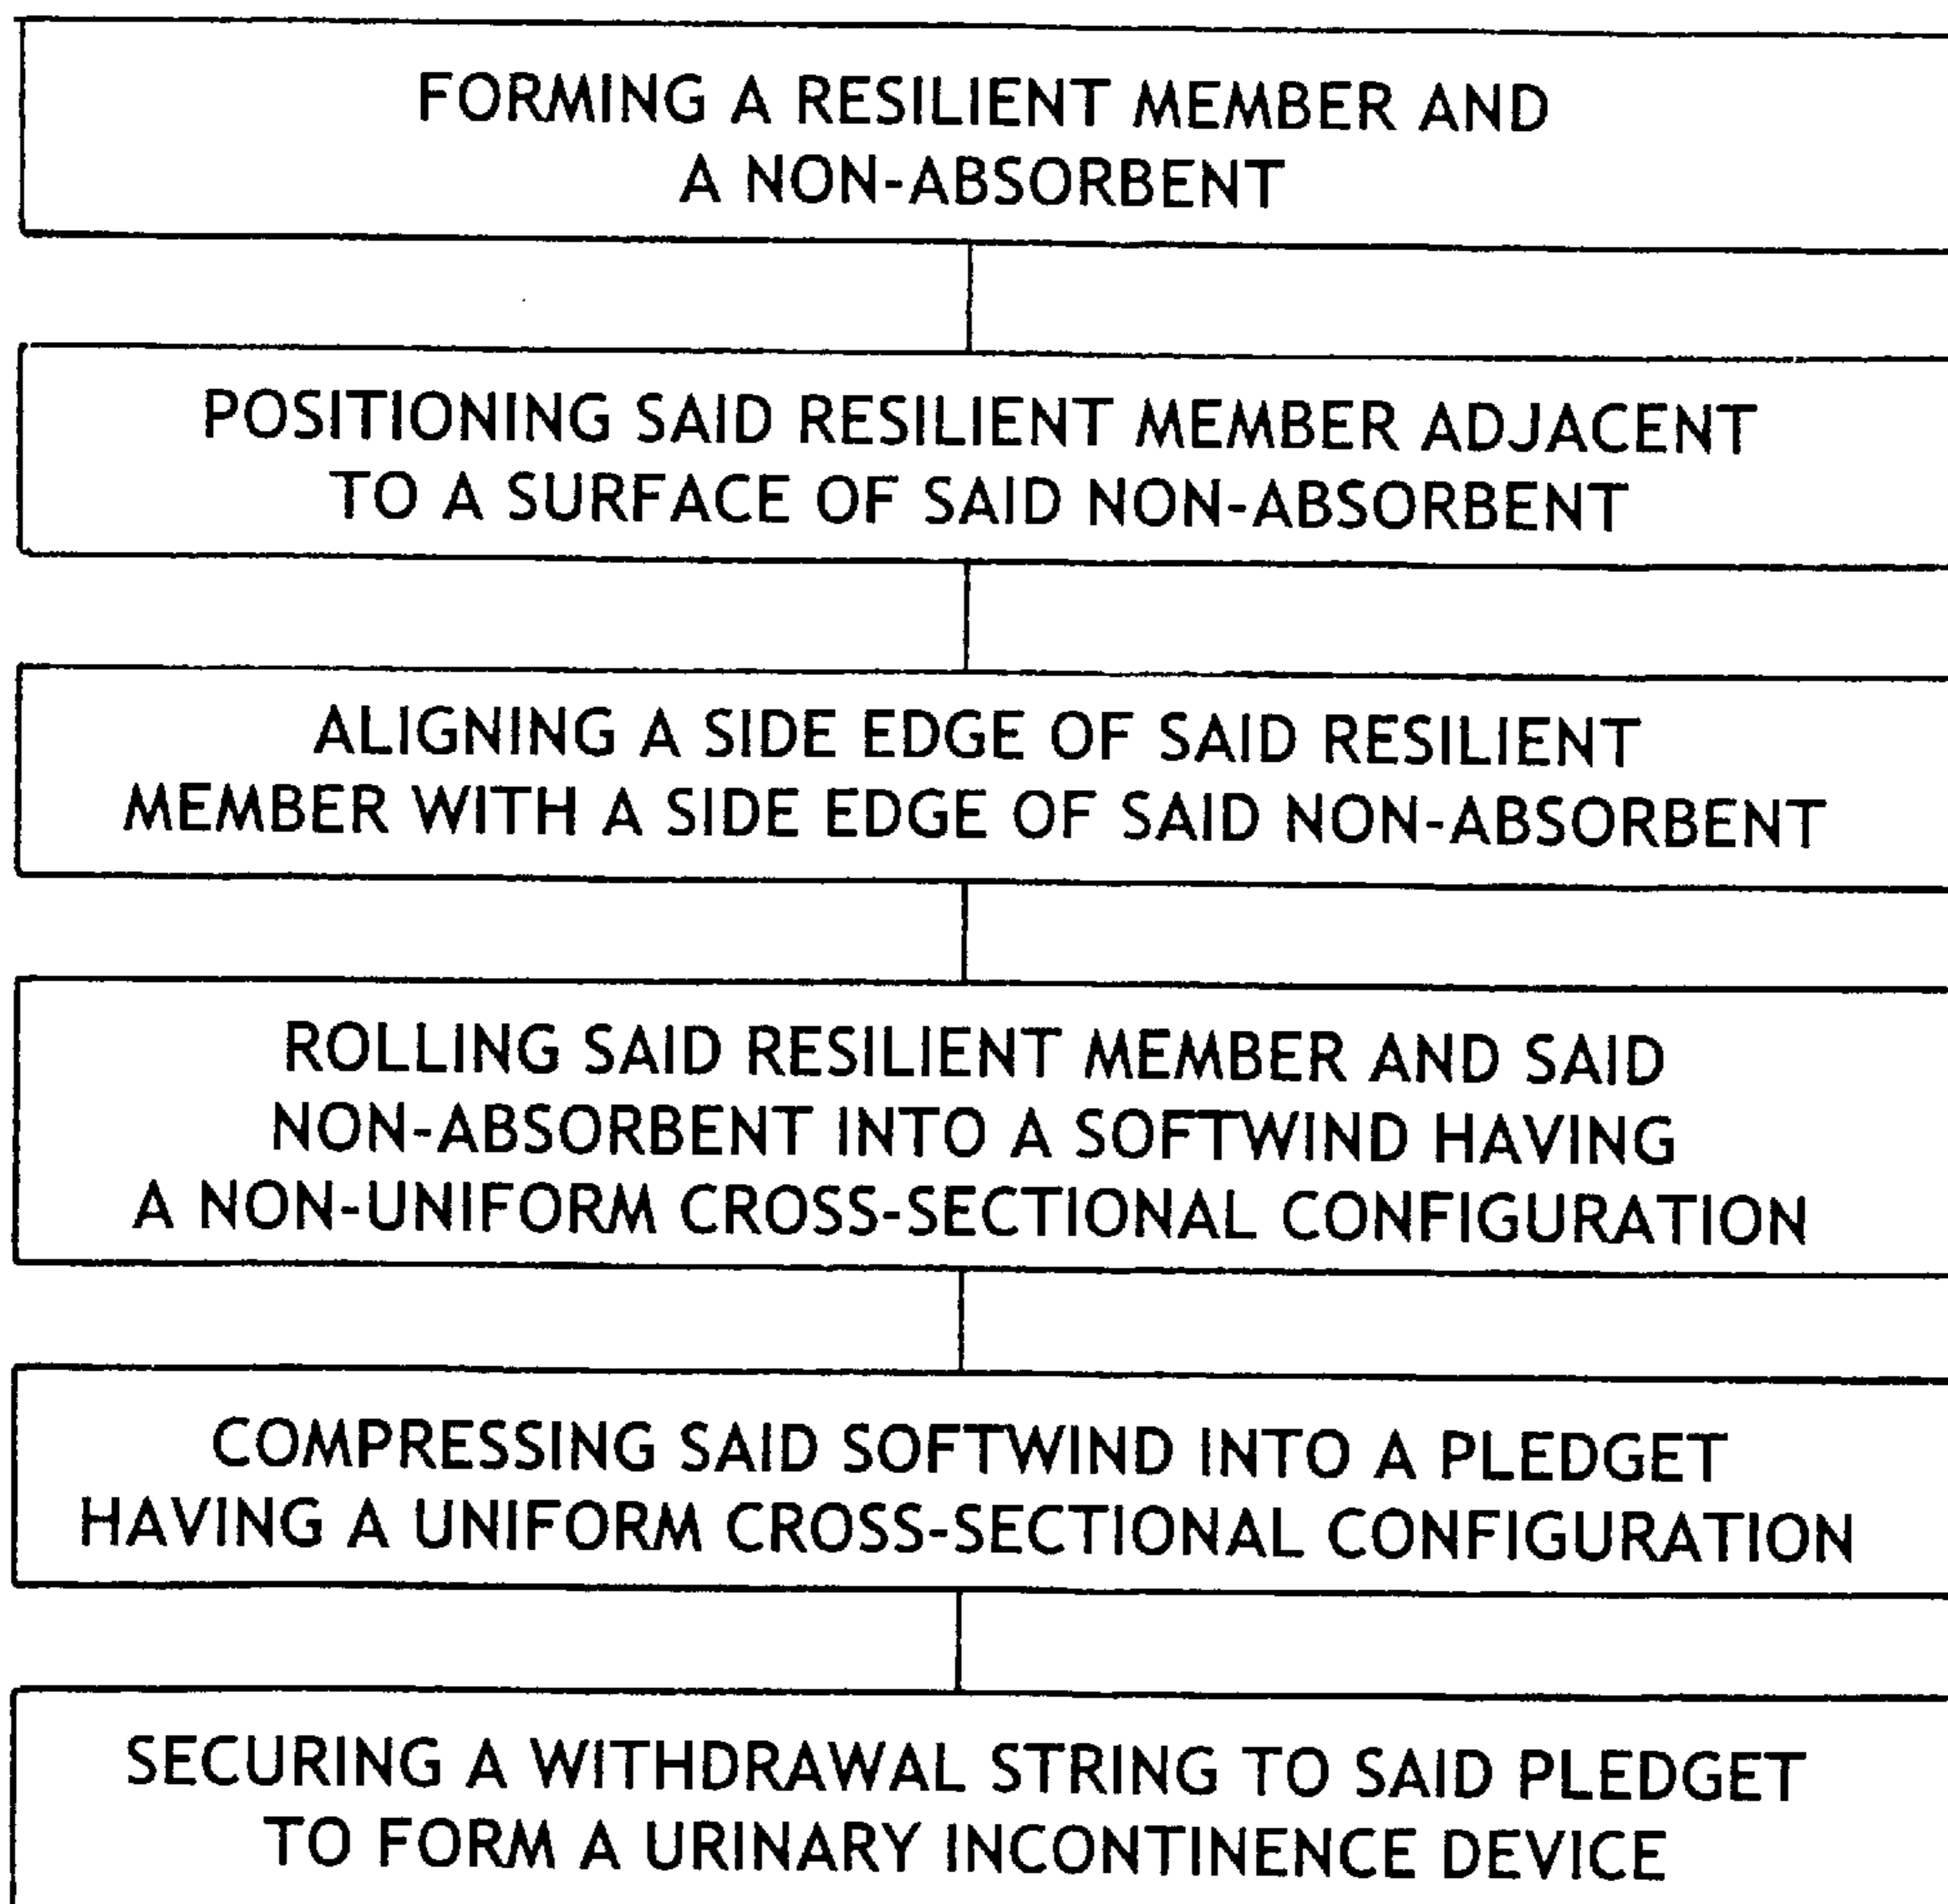 FORMING A RESILIENT MEMBER AND
A NON-ABSORBENT
POSITIONING SAID RESILIENT MEMBER ADJACENT
TO A SURFACE OF SAID NON-ABSORBENT
ALIGNING A SIDE EDGE OF SAID RESILIENT
MEMBER WITH A SIDE EDGE OF SAID NON-ABSORBENT
ROLLING SAID RESILIENT MEMBER AND SAID
NON-ABSORBENT INTO A SOFTWIND HAVING
A NON-UNIFORM CROSS-SECTIONAL CONFIGURATION
COMPRESSING SAID SOFTWIND INTO A PLEDGET
HAVING A UNIFORM CROSS-SECTIONAL CONFIGURATION
SECURING A WITHDRAWAL STRING TO SAID PLEDGET
TO FORM A URINARY INCONTINENCE DEVICE